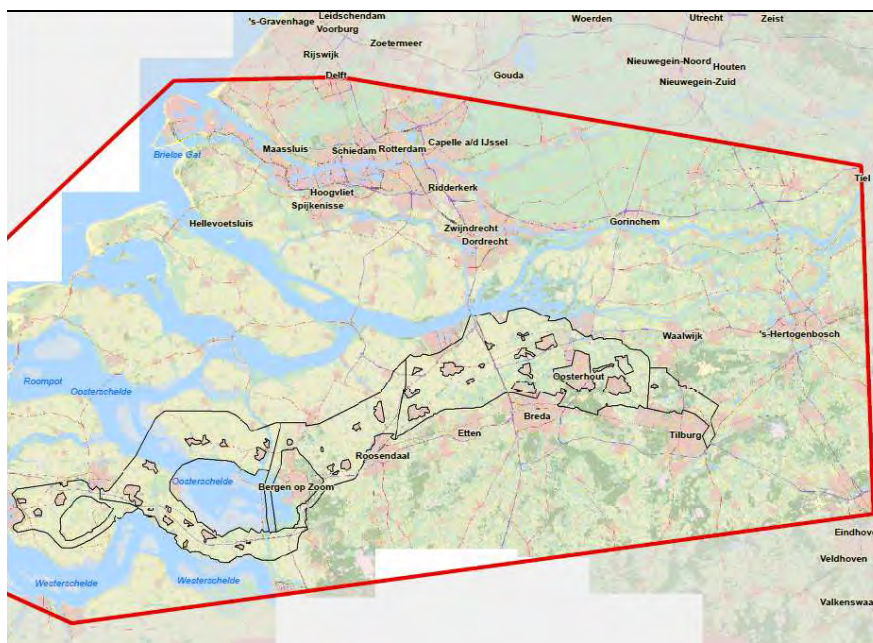 Leidschendam
's-Gravenhage
Voorburg
Woerden
Utrecht
Zeist
Zoetermeer
Rijswijk
Nieuwegein-Noord
Houten
Delft
Gouda
Nieuwegein-Zuid
Capelle a/d IJssel
Maassluis
Schiedam
Rotterdam
Brielse Gat
Tiel
Hoogvliet
Ridderkerk
Spijkenisse
Hellevoetsluis
Gorinchem
Zwijndrecht
Dordrecht
Waalwijk
's-Hertogenbosch
Roompot
Oosterschelde
Oosterhout
Breda
Etten
Tilburg
Roosendaal
Oosterschelde
Bergen op Zoom
Eindhove
Veldhoven
Westerschelde
Westerschelde
Valkenswaa